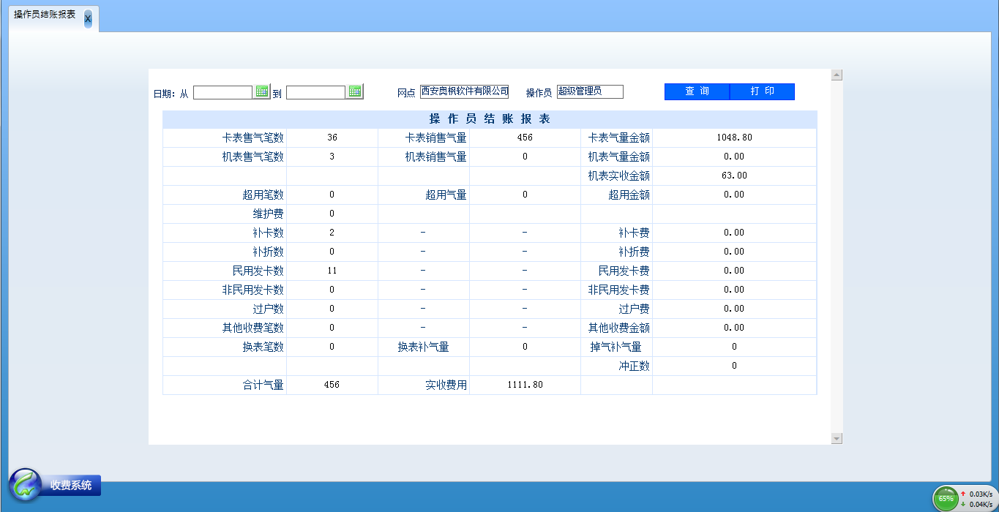 操作员结账报表 X
日期：从 到 网点 西安奥枫软件有限公司 操作员 超级管理员 查 询 打 印
操 作 员 结 账 报 表
卡表售气笔数 36 卡表销售气量 456 卡表气量金额 1048.80
机表售气笔数 3 机表销售气量 0 机表气量金额 0.00
机表实收金额 63.00
超用笔数 0 超用气量 0 超用金额 0.00
维护费 0
补卡数 2 - - 补卡费 0.00
补折数 0 - - 补折费 0.00
民用发卡数 11 - - 民用发卡费 0.00
非民用发卡数 0 - - 非民用发卡费 0.00
过户数 0 - - 过户费 0.00
其他收费笔数 0 - - 其他收费金额 0.00
换表笔数 0 换表补气量 0 掉气补气量 0
冲正数 0
合计气量 456 实收费用 1111.80
收费系统
65% ↑ 0.03K/s
↓ 0.04K/s